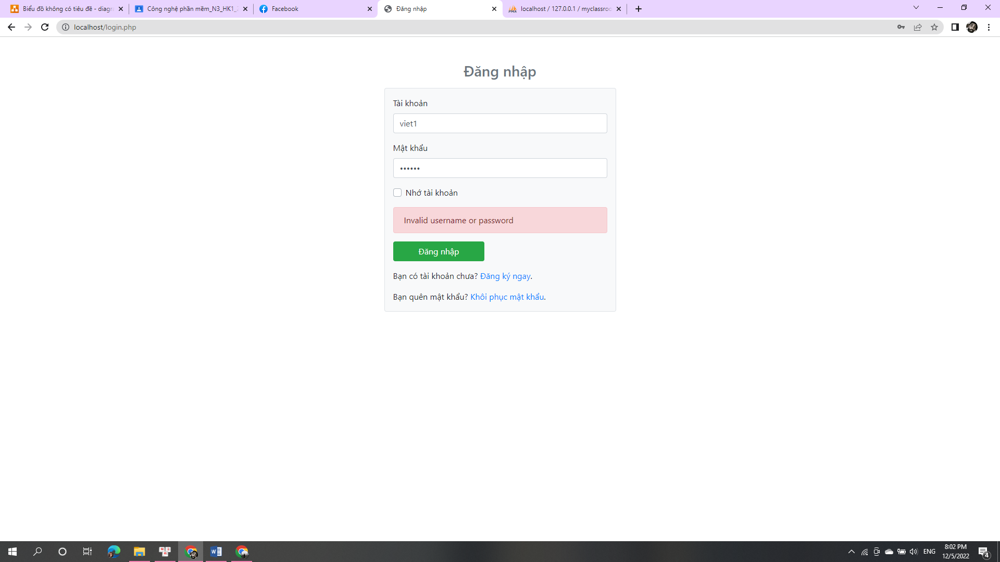 Biểu đồ không có tiêu đề - diagra
Công nghệ phần mềm_N3_HK1_2
Facebook
Đăng nhập
localhost / 127.0.0.1 / myclassroo
localhost/login.php
Đăng nhập
Tài khoản
viet1
Mật khẩu
••••••
Nhớ tài khoản
Invalid username or password
Đăng nhập
Bạn có tài khoản chưa? Đăng ký ngay.
Bạn quên mật khẩu? Khôi phục mật khẩu.
ENG
8:02 PM
12/5/2022
4